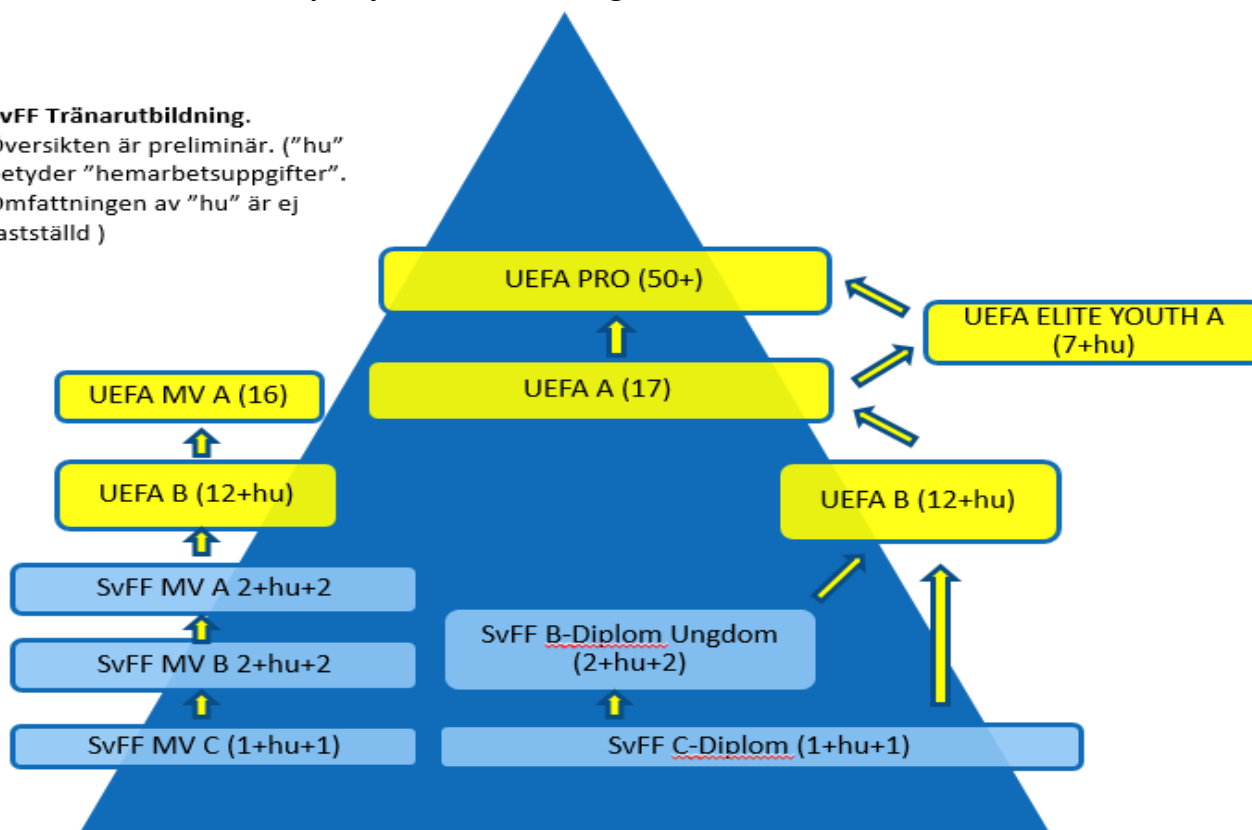 vFF Tränarutbildning.
Översikten är preliminär. ("hu"
betyder "hemarbetsuppgifter".
Omfattningen av "hu" är ej
fastställd )
UEFA PRO (50+)
UEFA ELITE YOUTH A
(7+hu)
UEFA MV A (16)
UEFA A (17)
UEFA B (12+hu)
UEFA B (12+hu)
SvFF MV A 2+hu+2
SvFF B-Diplom Ungdom
(2+hu+2)
SvFF MV B 2+hu+2
SvFF MV C (1+hu+1)
SvFF C-Diplom (1+hu+1)